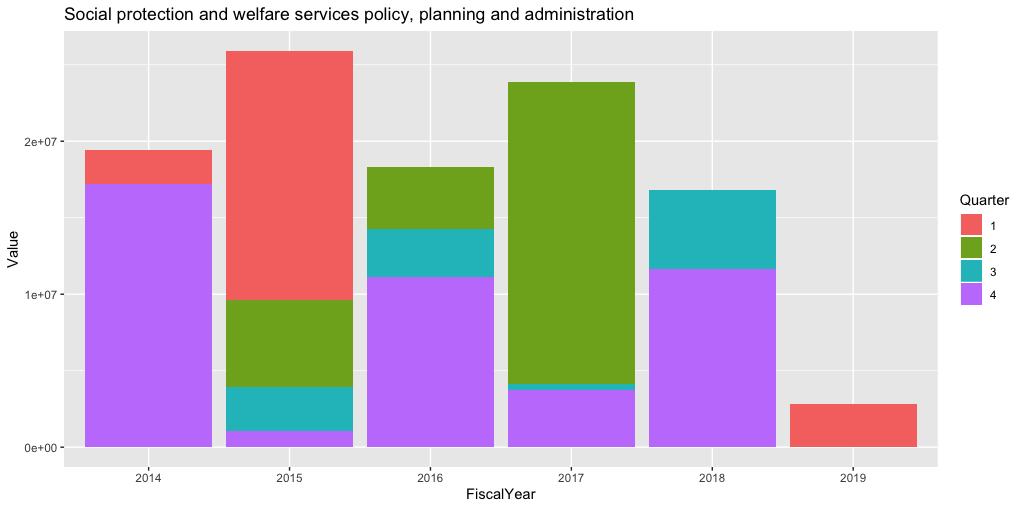 Social protection and welfare services policy, planning and administration
Value
2e+07
1e+07
0e+00
2014 2015 2016 2017 2018 2019
FiscalYear
Quarter
1
2
3
4